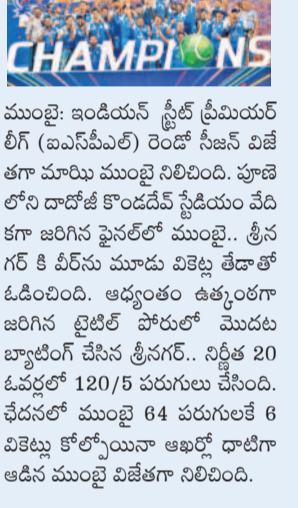 CHAMPIONS
ముంబై: ఇండియన్ స్ట్రీట్ ప్రీమియర్
లీగ్ (ఐఎస్‌పీఎల్) రెండో సీజన్ విజే
తగా మాఝి ముంబై నిలిచింది. పూణె
లోని దాదోజీ కొండదేవ్ స్టేడియం వేది
కగా జరిగిన ఫైనల్‌లో ముంబై.. శ్రీన
గర్ కి వీర్‌ను మూడు వికెట్ల తేడాతో
ఓడించింది. ఆధ్యంతం ఉత్కంఠగా
జరిగిన టైటిల్ పోరులో మొదట
బ్యాటింగ్ చేసిన శ్రీనగర్.. నిర్ణీత 20
ఓవర్లలో 120/5 పరుగులు చేసింది.
ఛేదనలో ముంబై 64 పరుగులకే 6
వికెట్లు కోల్పోయినా ఆఖర్లో ధాటిగా
ఆడిన ముంబై విజేతగా నిలిచింది.